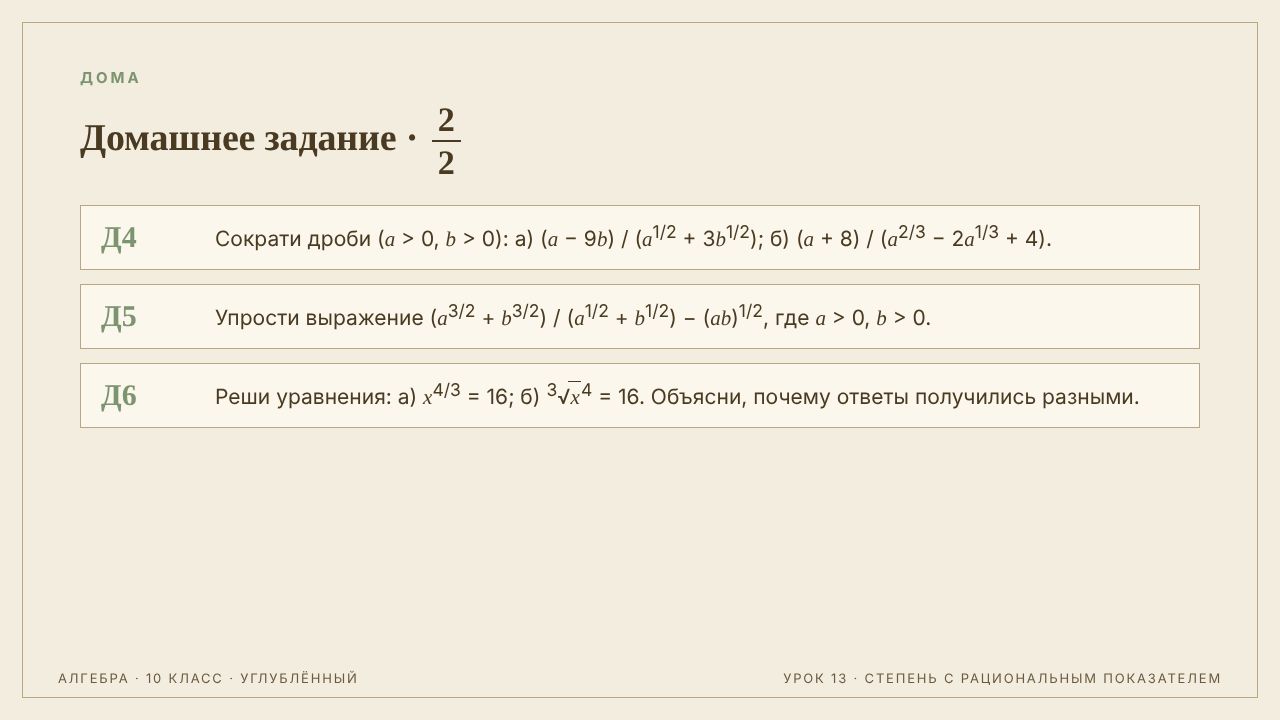 ДОМА
Домашнее задание · 2/2
Д4 Сократи дроби (a > 0, b > 0): а) (a − 9b) / (a^1/2 + 3b^1/2); б) (a + 8) / (a^2/3 − 2a^1/3 + 4).
Д5 Упрости выражение (a^3/2 + b^3/2) / (a^1/2 + b^1/2) − (ab)^1/2, где a > 0, b > 0.
Д6 Реши уравнения: а) x^4/3 = 16; б) ³√x⁴ = 16. Объясни, почему ответы получились разными.
АЛГЕБРА · 10 КЛАСС · УГЛУБЛЁННЫЙ
УРОК 13 · СТЕПЕНЬ С РАЦИОНАЛЬНЫМ ПОКАЗАТЕЛЕМ